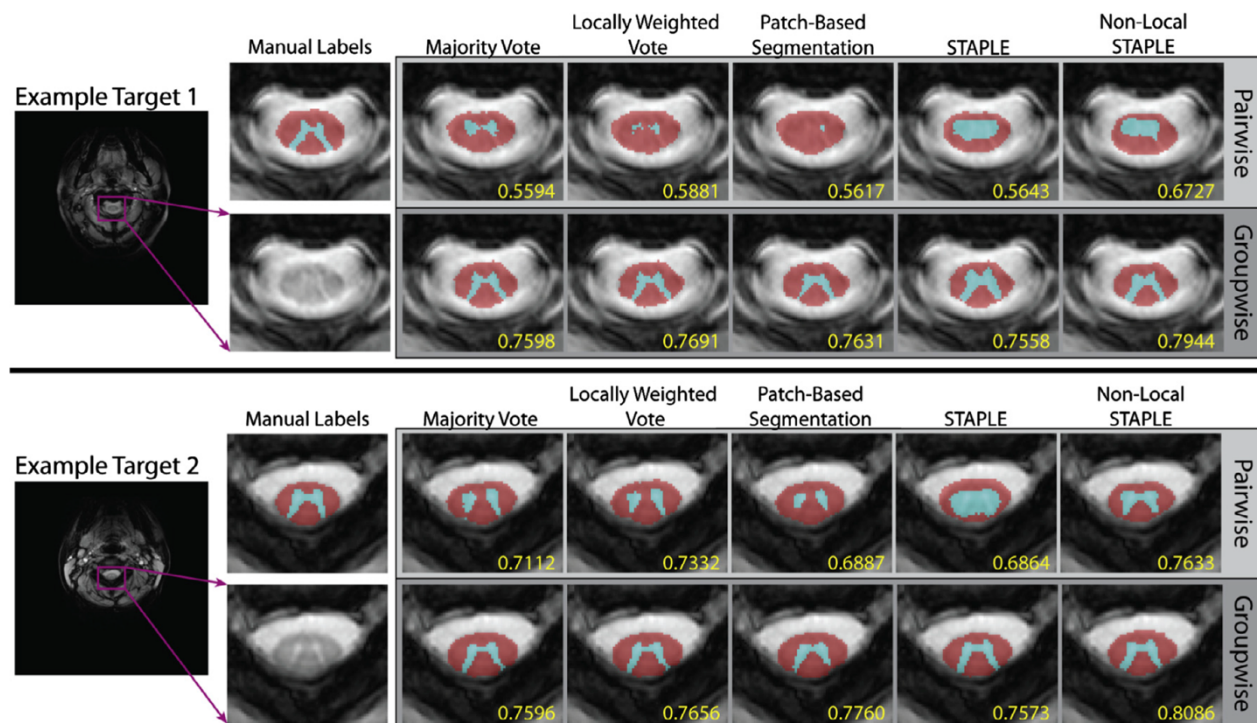 Locally Weighted Patch-Based Non-Local
Manual Labels Majority Vote Vote Segmentation STAPLE STAPLE
Example Target 1
Pairwise
0.5594 0.5881 0.5617 0.5643 0.6727
Groupwise
0.7598 0.7691 0.7631 0.7558 0.7944
Locally Weighted Patch-Based Non-Local
Manual Labels Majority Vote Vote Segmentation STAPLE STAPLE
Example Target 2
Pairwise
0.7112 0.7332 0.6887 0.6864 0.7633
Groupwise
0.7596 0.7656 0.7760 0.7573 0.8086